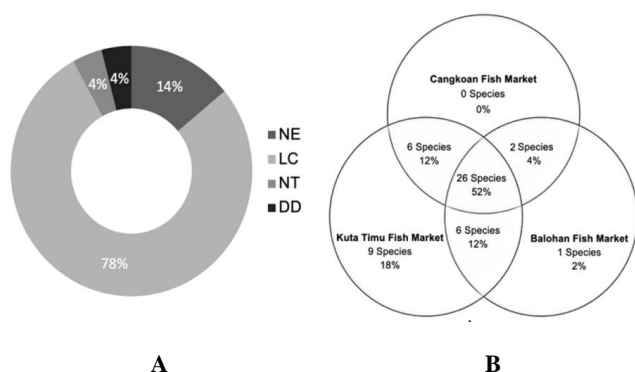 4%
4%
14%
78%
NE
LC
NT
DD
A
Cangkoan Fish Market
0 Species
0%
6 Species
12%
2 Species
4%
26 Species
52%
Kuta Timu Fish Market
9 Species
18%
6 Species
12%
Balohan Fish Market
1 Species
2%
B